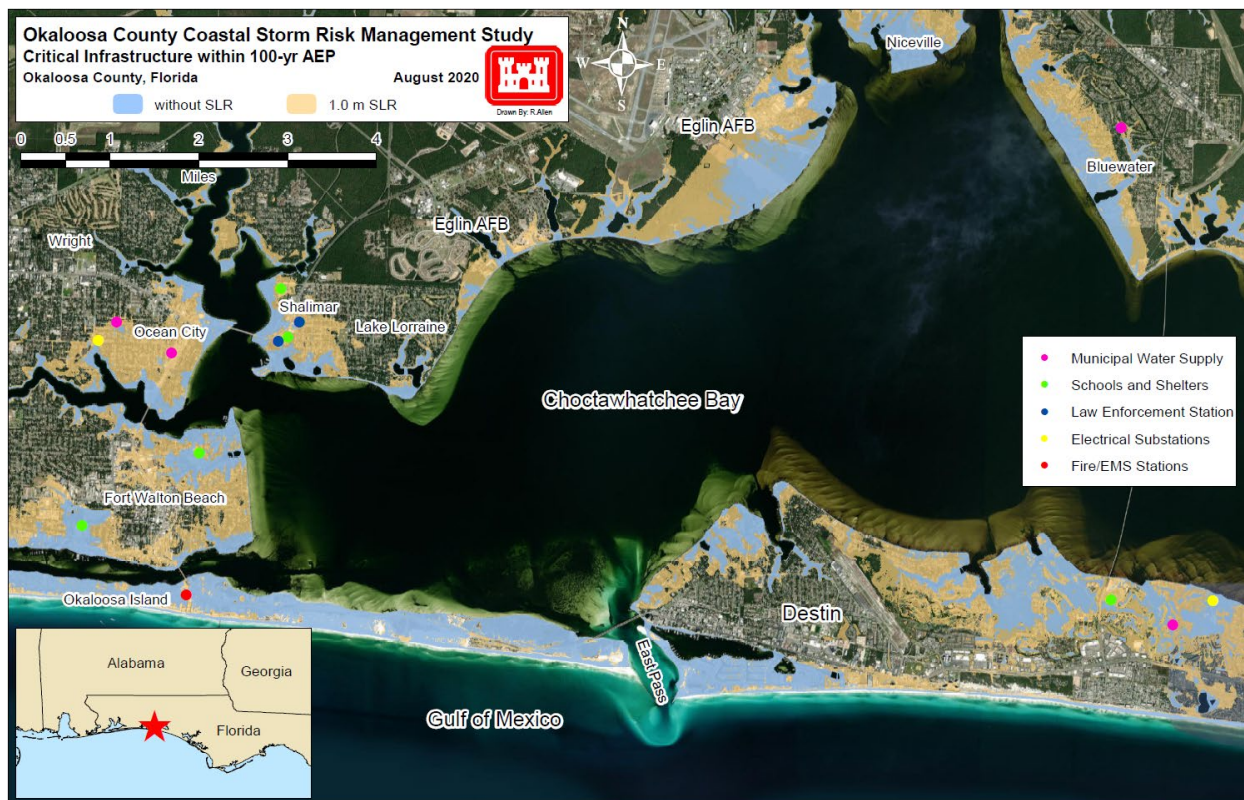 Okaloosa County Coastal Storm Risk Management Study
Critical Infrastructure within 100-yr AEP
Okaloosa County, Florida
August 2020
without SLR
1.0 m SLR
Drawn By: R.Allen
N
W
E
S
0 0.5 1 2 3 4
Niceville
Eglin AFB
Bluewater
Miles
Eglin AFB
Wright
Shalimar
Ocean City
Lake Lorraine
Choctawhatchee Bay
Municipal Water Supply
Schools and Shelters
Law Enforcement Station
Electrical Substations
Fire/EMS Stations
Fort Walton Beach
Okaloosa Island
Destin
East Pass
Gulf of Mexico
Alabama
Georgia
Florida